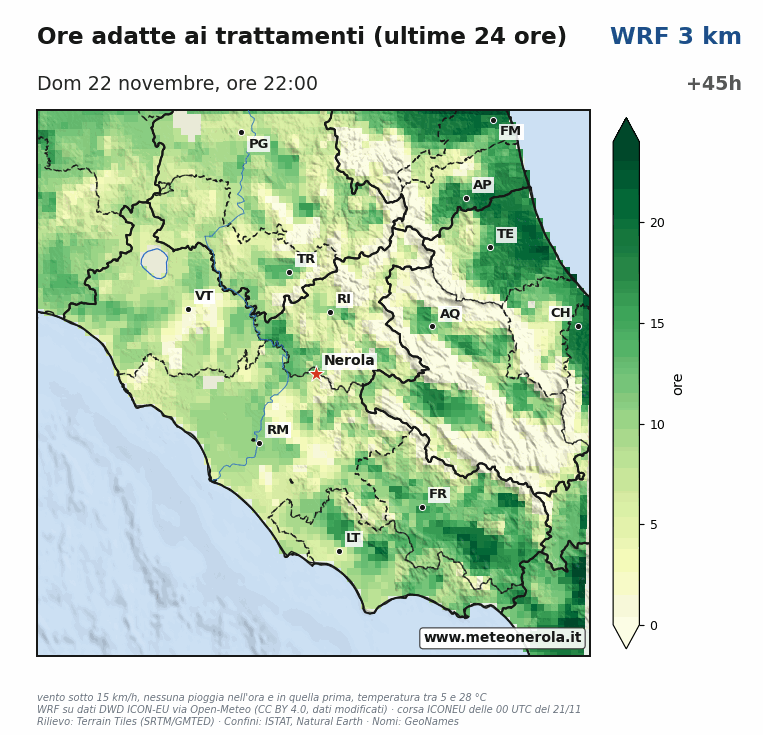 Ore adatte ai trattamenti (ultime 24 ore)
WRF 3 km
Dom 22 novembre, ore 22:00
+45h
FM
PG
AP
TE
TR
VT
RI
AQ
CH
Nerola
RM
FR
LT
www.meteonerola.it
20
15
10
5
0
ore
vento sotto 15 km/h, nessuna pioggia nell'ora e in quella prima, temperatura tra 5 e 28 °C
WRF su dati DWD ICON-EU via Open-Meteo (CC BY 4.0, dati modificati) · corsa ICONEU delle 00 UTC del 21/11
Rilievo: Terrain Tiles (SRTM/GMTED) · Confini: ISTAT, Natural Earth · Nomi: GeoNames